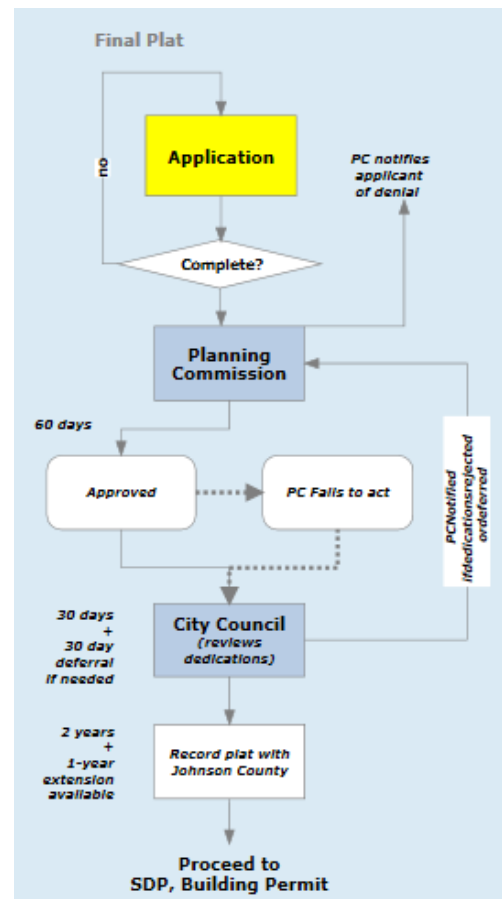 Final Plat
Application
no
PC notifies
applicant
of denial
Complete?
Planning
Commission
60 days
Approved
PC Fails to act
PCNotified
ifdedicationsrejected
ordeferred
30 days
+
30 day
deferral
if needed
City Council
(reviews
dedications)
2 years
+
1-year
extension
available
Record plat with
Johnson County
Proceed to
SDP, Building Permit